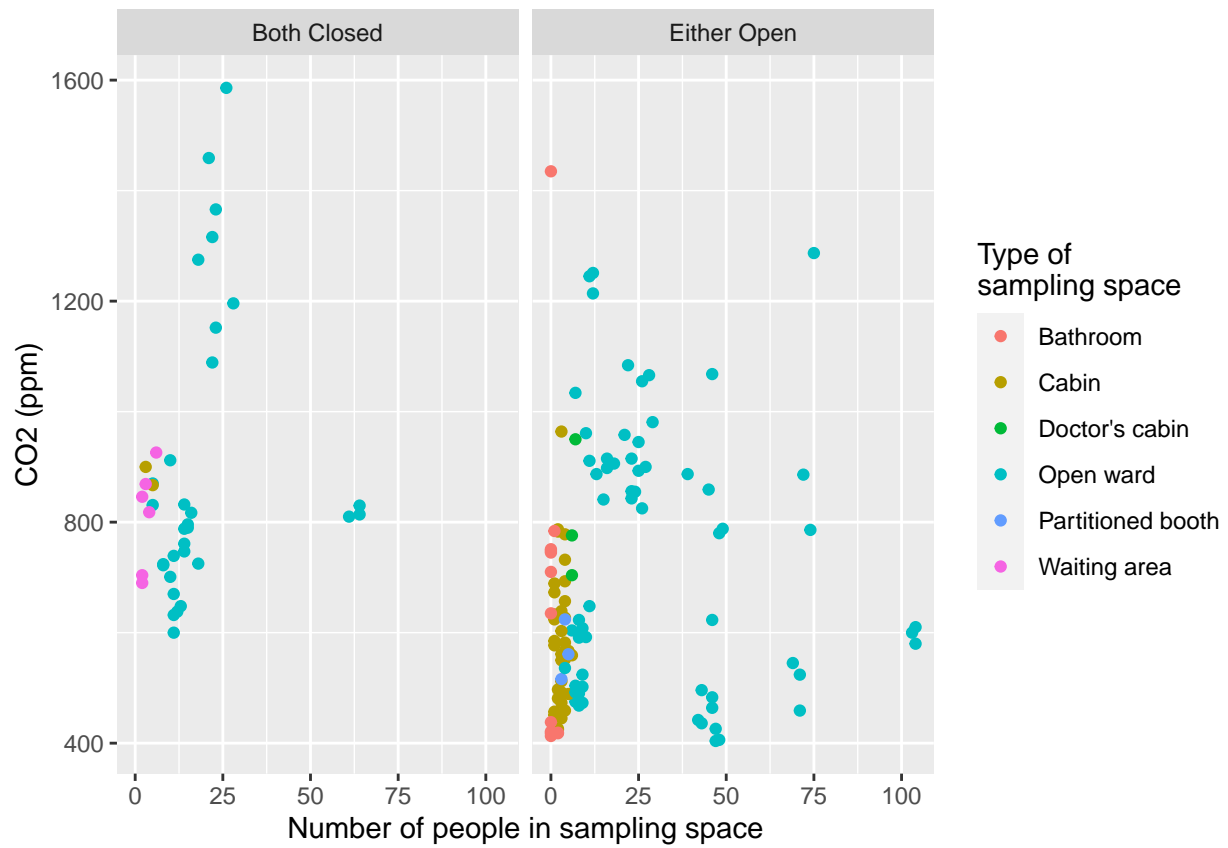 Both Closed
Either Open
1600
1200
800
400
CO2 (ppm)
0 25 50 75 100
0 25 50 75 100
Number of people in sampling space
Type of
sampling space
Bathroom
Cabin
Doctor's cabin
Open ward
Partitioned booth
Waiting area